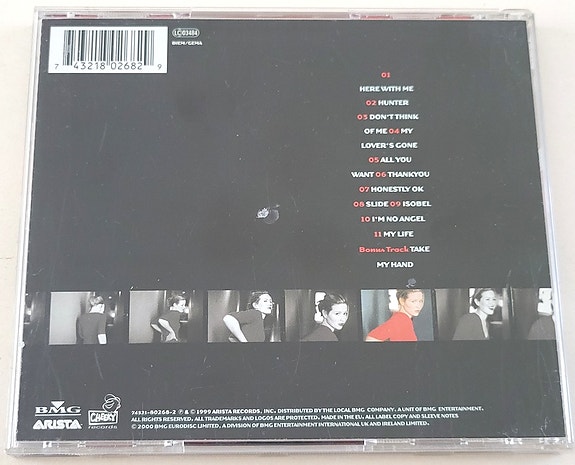 LC 03484
BIEM/GEMA
7 43218 02682 9
01
HERE WITH ME
02 HUNTER
03 DON'T THINK
OF ME 04 MY
LOVER'S GONE
05 ALL YOU
WANT 06 THANKYOU
07 HONESTLY OK
08 SLIDE 09 ISOBEL
10 I'M NO ANGEL
11 MY LIFE
Bonus Track TAKE
MY HAND
BMG
ARISTA
CHEEKY
records
74321-80268-2 ℗ & © 1999 ARISTA RECORDS, INC. DISTRIBUTED BY THE LOCAL BMG COMPANY. A UNIT OF BMG ENTERTAINMENT.
ALL RIGHTS RESERVED. ALL TRADEMARKS AND LOGOS ARE PROTECTED. MADE IN THE EU. ALL LABEL COPY AND SLEEVE NOTES
© 2000 BMG EURODISC LIMITED, A DIVISION OF BMG ENTERTAINMENT INTERNATIONAL UK AND IRELAND LIMITED.